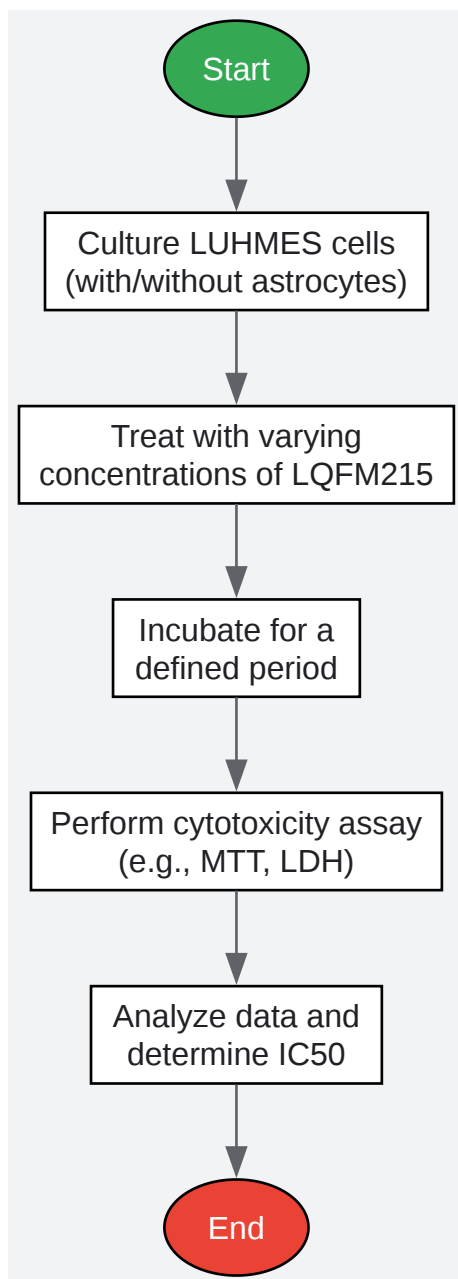 Start
Culture LUHMES cells
(with/without astrocytes)
Treat with varying
concentrations of LQFM215
Incubate for a
defined period
Perform cytotoxicity assay
(e.g., MTT, LDH)
Analyze data and
determine IC50
End